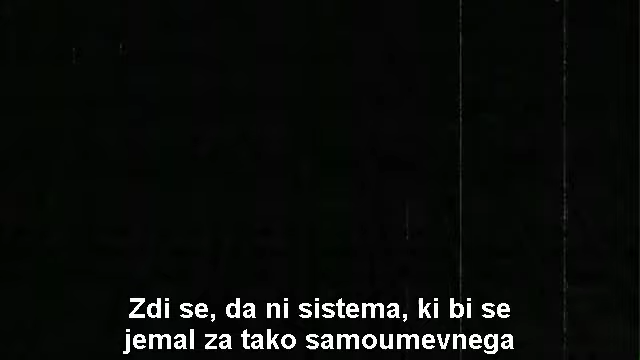 Zdi se, da ni sistema, ki bi se
jemal za tako samoumevnega